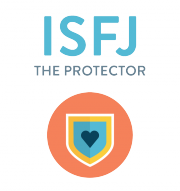 ISFJ
THE PROTECTOR